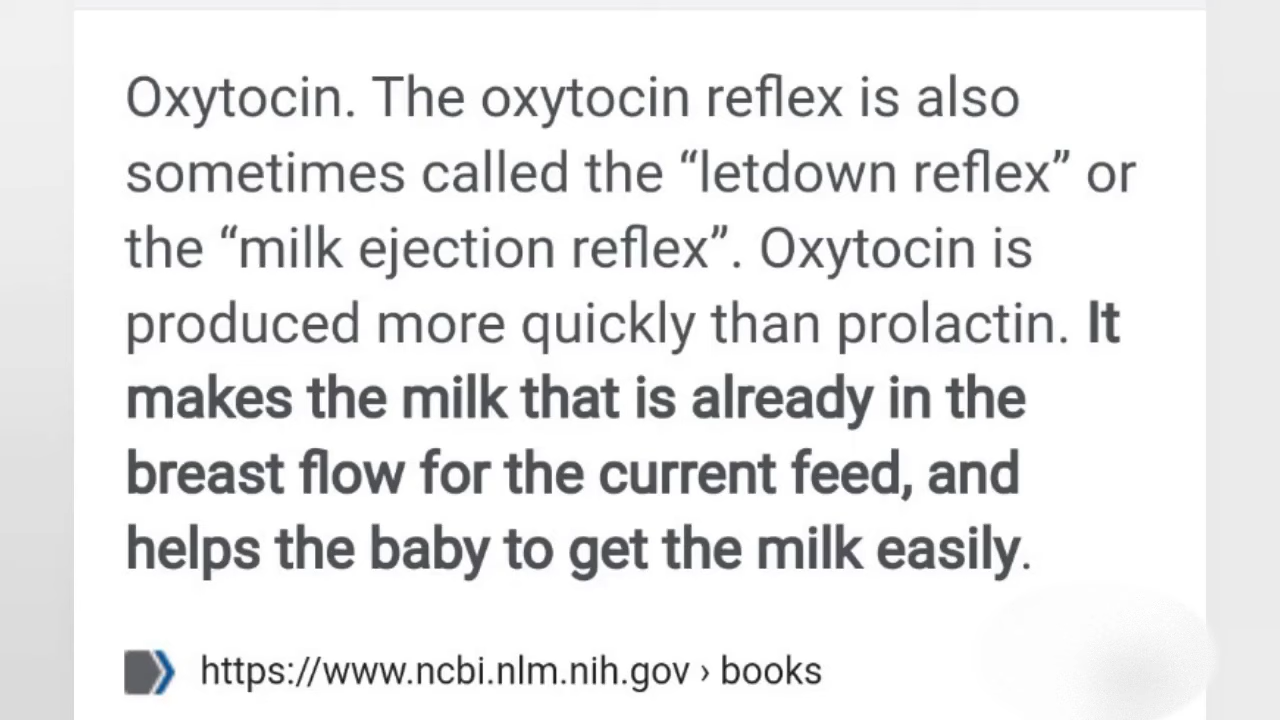 Oxytocin. The oxytocin reflex is also
sometimes called the “letdown reflex” or
the “milk ejection reflex”. Oxytocin is
produced more quickly than prolactin. It
makes the milk that is already in the
breast flow for the current feed, and
helps the baby to get the milk easily.
https://www.ncbi.nlm.nih.gov › books